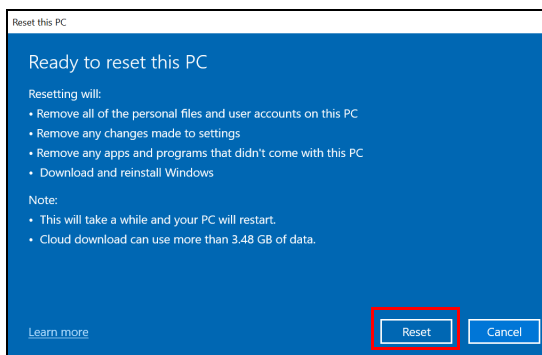 Reset this PC
Ready to reset this PC
Resetting will:
• Remove all of the personal files and user accounts on this PC
• Remove any changes made to settings
• Remove any apps and programs that didn't come with this PC
• Download and reinstall Windows
Note:
• This will take a while and your PC will restart.
• Cloud download can use more than 3.48 GB of data.
Learn more
Reset
Cancel